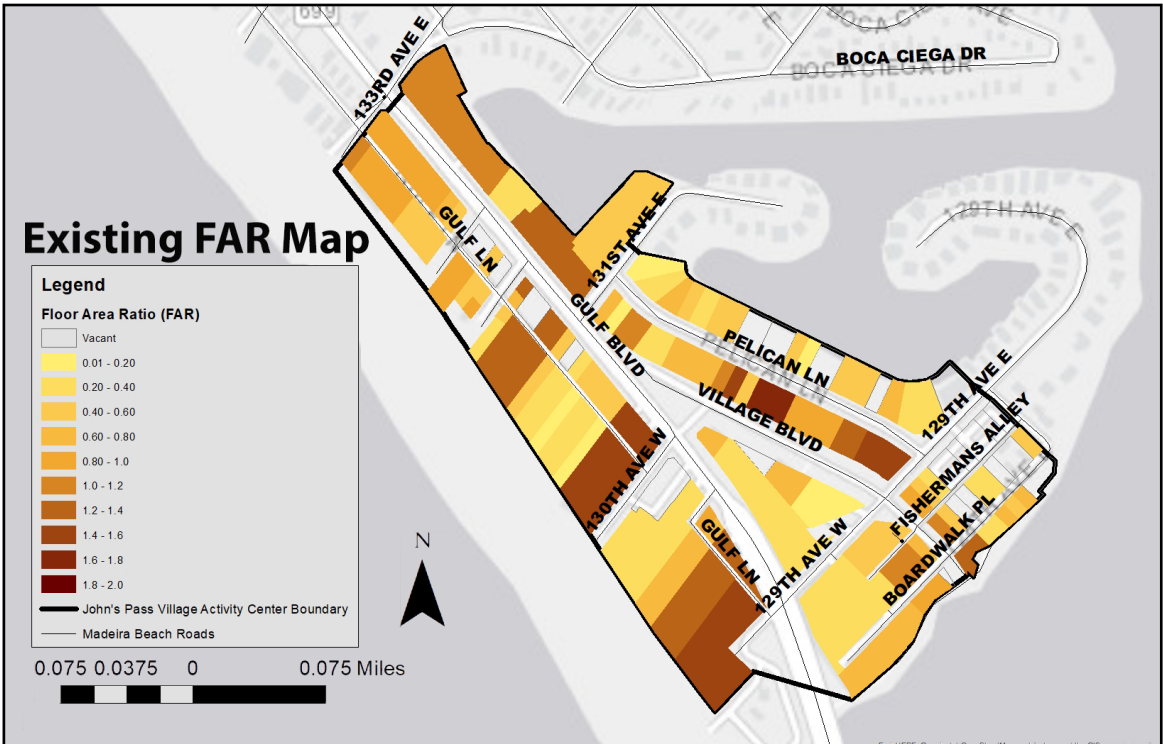 699
BOCA CIEGA AVE
BOCA CIEGA DR
BOCA CIEGA DR
133RD AVE E
129TH AVE E
Existing FAR Map
GULF LN
131ST AVE E
GULF BLVD
PELICAN LN
PELICAN LN
VILLAGE BLVD
129TH AVE E
FISHERMANS ALLEY
130TH AVE W
GULF LN
129TH AVE W
BOARDWALK PL
Legend
Floor Area Ratio (FAR)
Vacant
0.01 - 0.20
0.20 - 0.40
0.40 - 0.60
0.60 - 0.80
0.80 - 1.0
1.0 - 1.2
1.2 - 1.4
1.4 - 1.6
1.6 - 1.8
1.8 - 2.0
John's Pass Village Activity Center Boundary
Madeira Beach Roads
N
0.075 0.0375 0 0.075 Miles